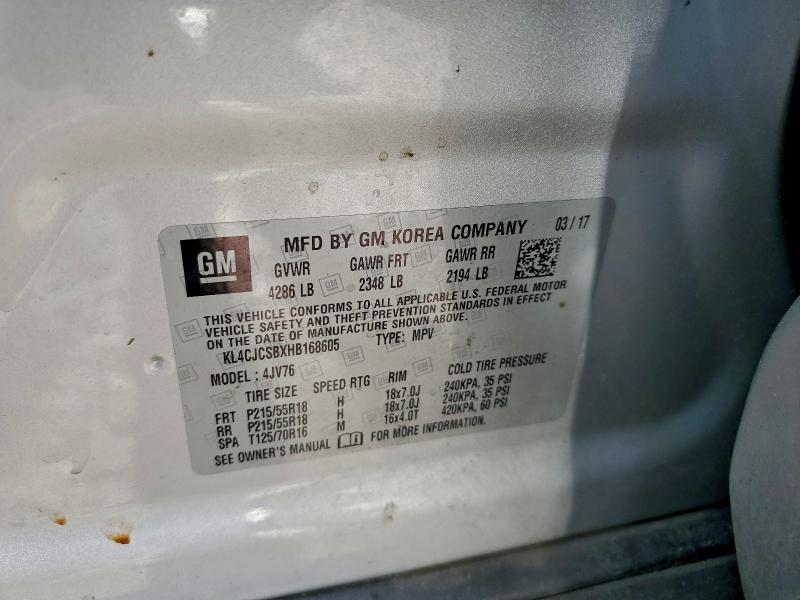 GM
MFD BY GM KOREA COMPANY 03 / 17
GVWR GAWR FRT GAWR RR
4286 LB 2348 LB 2194 LB
THIS VEHICLE CONFORMS TO ALL APPLICABLE U.S. FEDERAL MOTOR
VEHICLE SAFETY AND THEFT PREVENTION STANDARDS IN EFFECT
ON THE DATE OF MANUFACTURE SHOWN ABOVE.
KL4CJCSBXHB168605 TYPE: MPV
MODEL: 4JV76
TIRE SIZE SPEED RTG RIM COLD TIRE PRESSURE
FRT P215/55R18 H 18x7.0J 240KPA, 35 PSI
RR P215/55R18 H 18x7.0J 240KPA, 35 PSI
SPA T125/70R16 M 16x4.0T 420KPA, 60 PSI
SEE OWNER'S MANUAL FOR MORE INFORMATION.